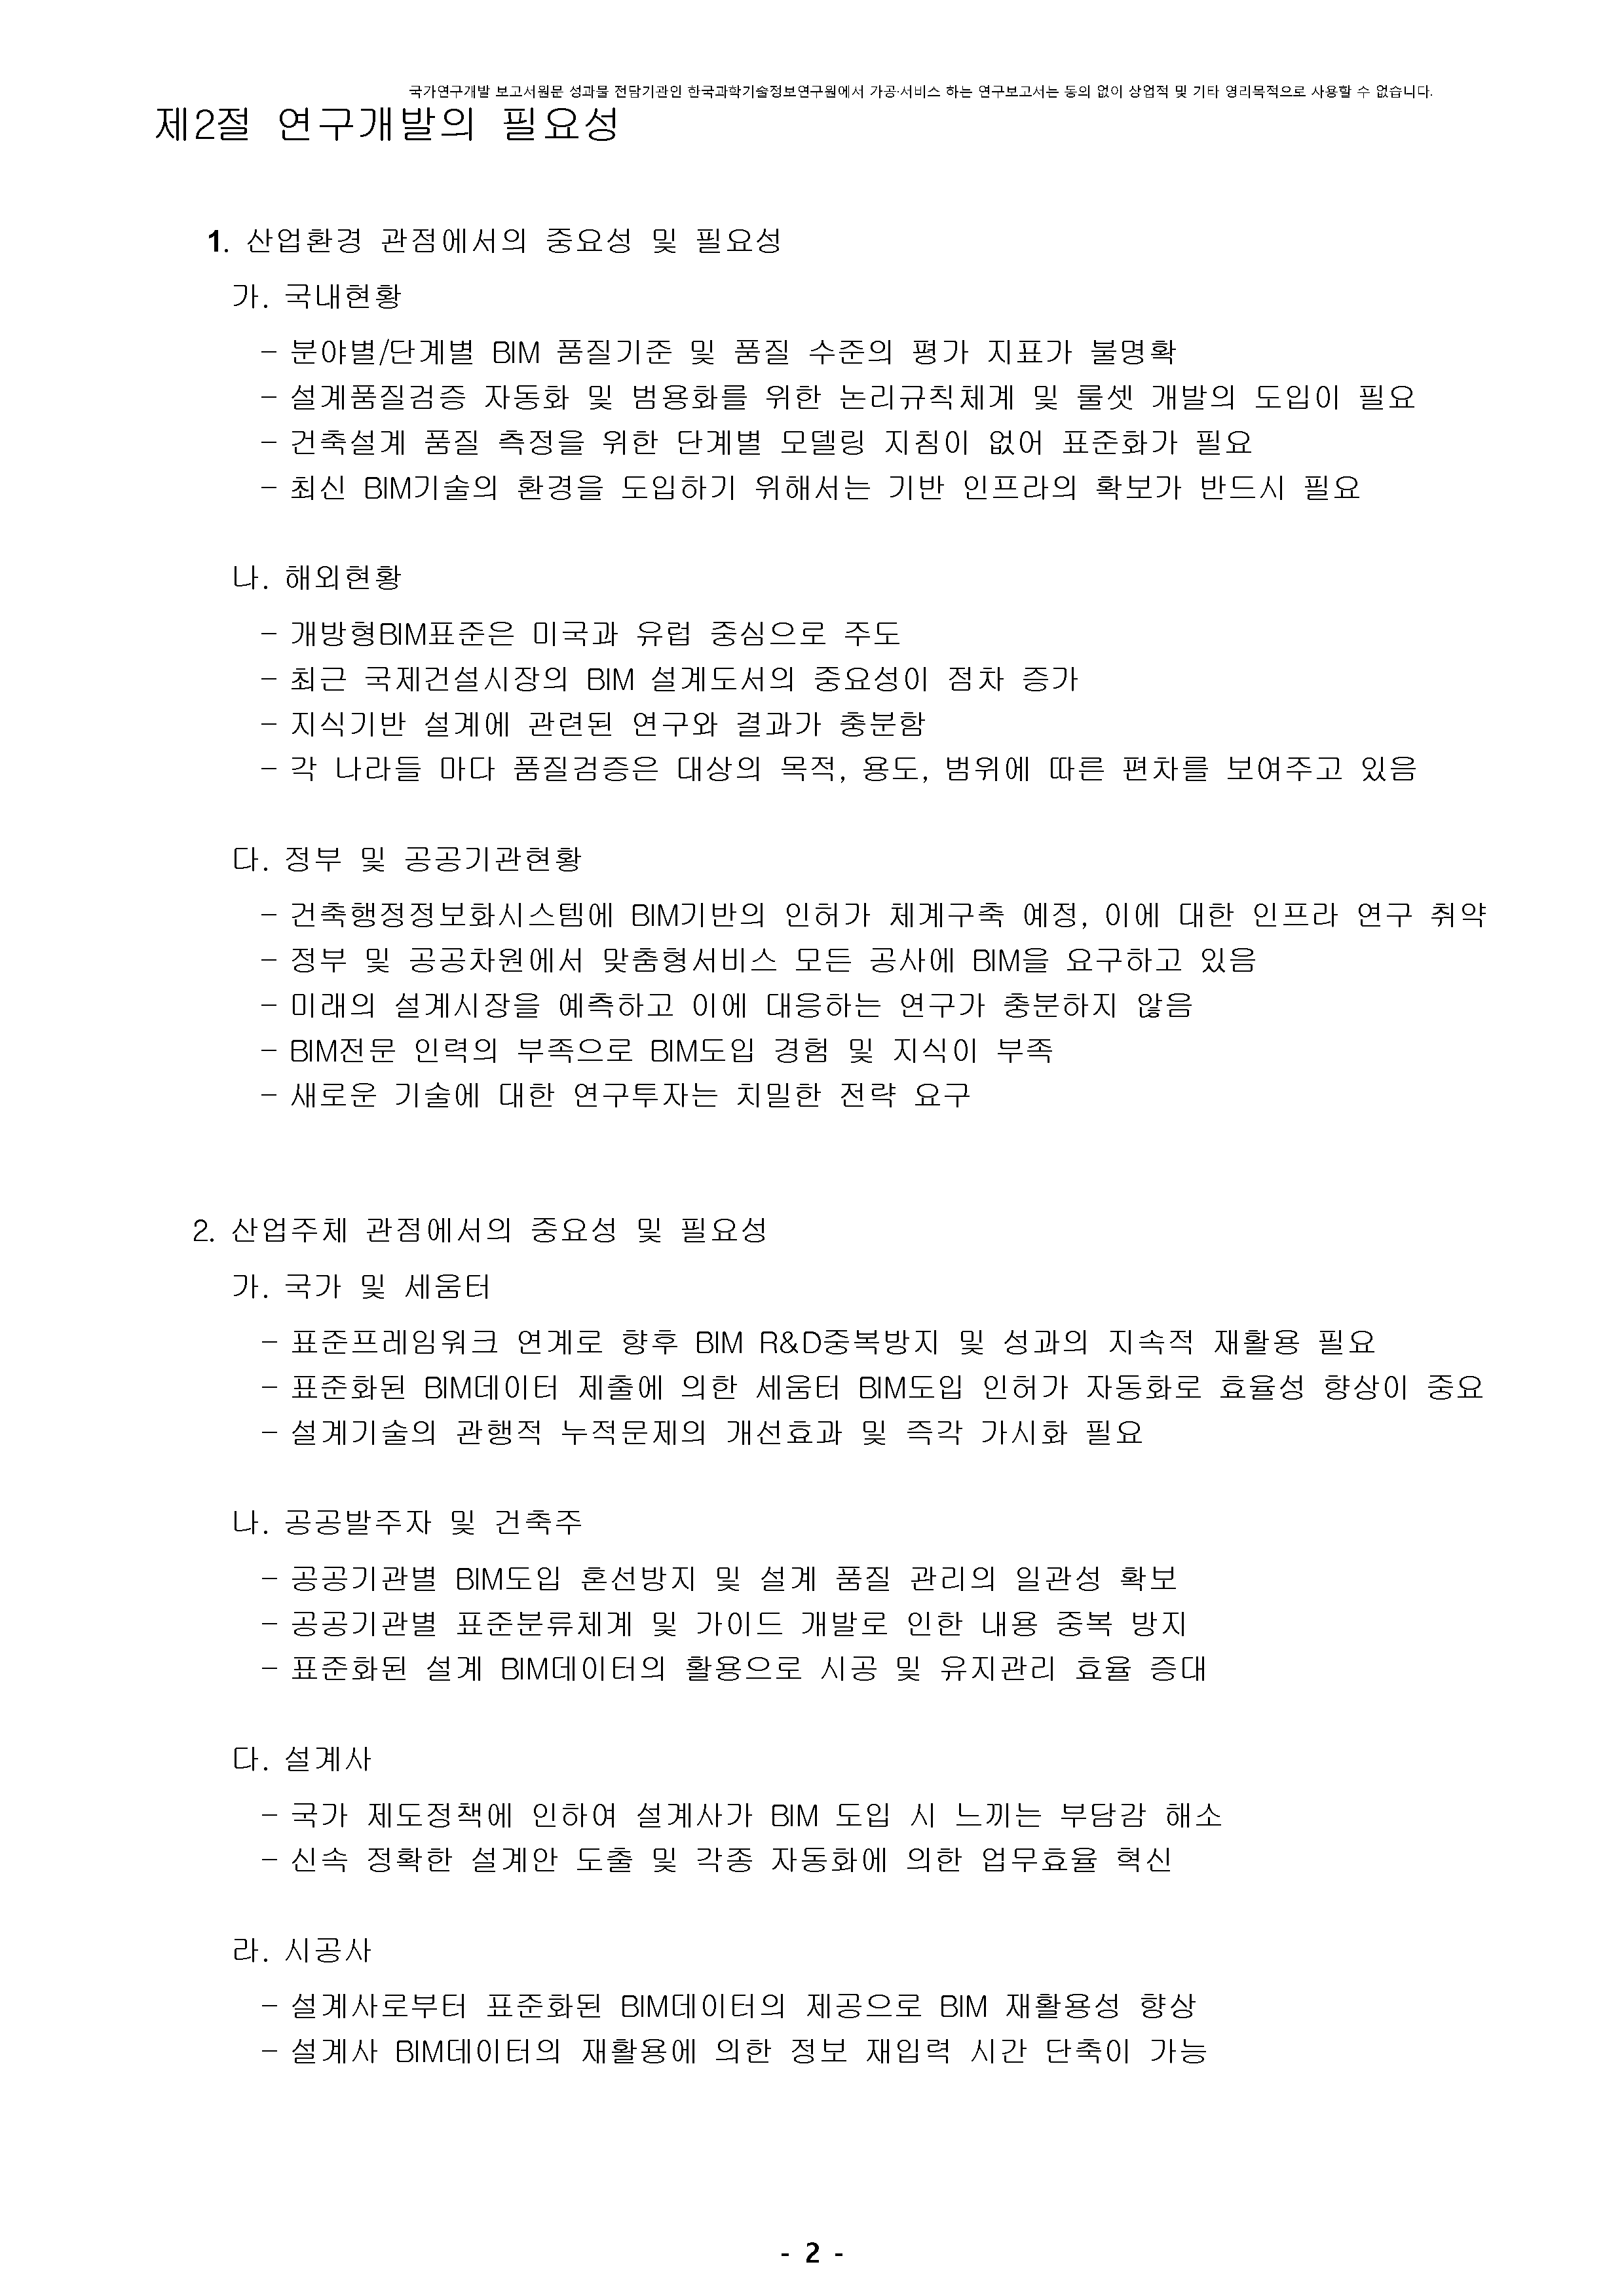 국가연구개발 보고서원문 성과물 전담기관인 한국과학기술정보연구원에서 가공·서비스 하는 연구보고서는 동의 없이 상업적 및 기타 영리목적으로 사용할 수 없습니다.
제2절 연구개발의 필요성
1. 산업환경 관점에서의 중요성 및 필요성
가. 국내현황
- 분야별/단계별 BIM 품질기준 및 품질 수준의 평가 지표가 불명확
- 설계품질검증 자동화 및 범용화를 위한 논리규칙체계 및 룰셋 개발의 도입이 필요
- 건축설계 품질 측정을 위한 단계별 모델링 지침이 없어 표준화가 필요
- 최신 BIM기술의 환경을 도입하기 위해서는 기반 인프라의 확보가 반드시 필요
나. 해외현황
- 개방형BIM표준은 미국과 유럽 중심으로 주도
- 최근 국제건설시장의 BIM 설계도서의 중요성이 점차 증가
- 지식기반 설계에 관련된 연구와 결과가 충분함
- 각 나라들 마다 품질검증은 대상의 목적, 용도, 범위에 따른 편차를 보여주고 있음
다. 정부 및 공공기관현황
- 건축행정정보화시스템에 BIM기반의 인허가 체계구축 예정, 이에 대한 인프라 연구 취약
- 정부 및 공공차원에서 맞춤형서비스 모든 공사에 BIM을 요구하고 있음
- 미래의 설계시장을 예측하고 이에 대응하는 연구가 충분하지 않음
- BIM전문 인력의 부족으로 BIM도입 경험 및 지식이 부족
- 새로운 기술에 대한 연구투자는 치밀한 전략 요구
2. 산업주체 관점에서의 중요성 및 필요성
가. 국가 및 세움터
- 표준프레임워크 연계로 향후 BIM R&D중복방지 및 성과의 지속적 재활용 필요
- 표준화된 BIM데이터 제출에 의한 세움터 BIM도입 인허가 자동화로 효율성 향상이 중요
- 설계기술의 관행적 누적문제의 개선효과 및 즉각 가시화 필요
나. 공공발주자 및 건축주
- 공공기관별 BIM도입 혼선방지 및 설계 품질 관리의 일관성 확보
- 공공기관별 표준분류체계 및 가이드 개발로 인한 내용 중복 방지
- 표준화된 설계 BIM데이터의 활용으로 시공 및 유지관리 효율 증대
다. 설계사
- 국가 제도정책에 인하여 설계사가 BIM 도입 시 느끼는 부담감 해소
- 신속 정확한 설계안 도출 및 각종 자동화에 의한 업무효율 혁신
라. 시공사
- 설계사로부터 표준화된 BIM데이터의 제공으로 BIM 재활용성 향상
- 설계사 BIM데이터의 재활용에 의한 정보 재입력 시간 단축이 가능
- 2 -